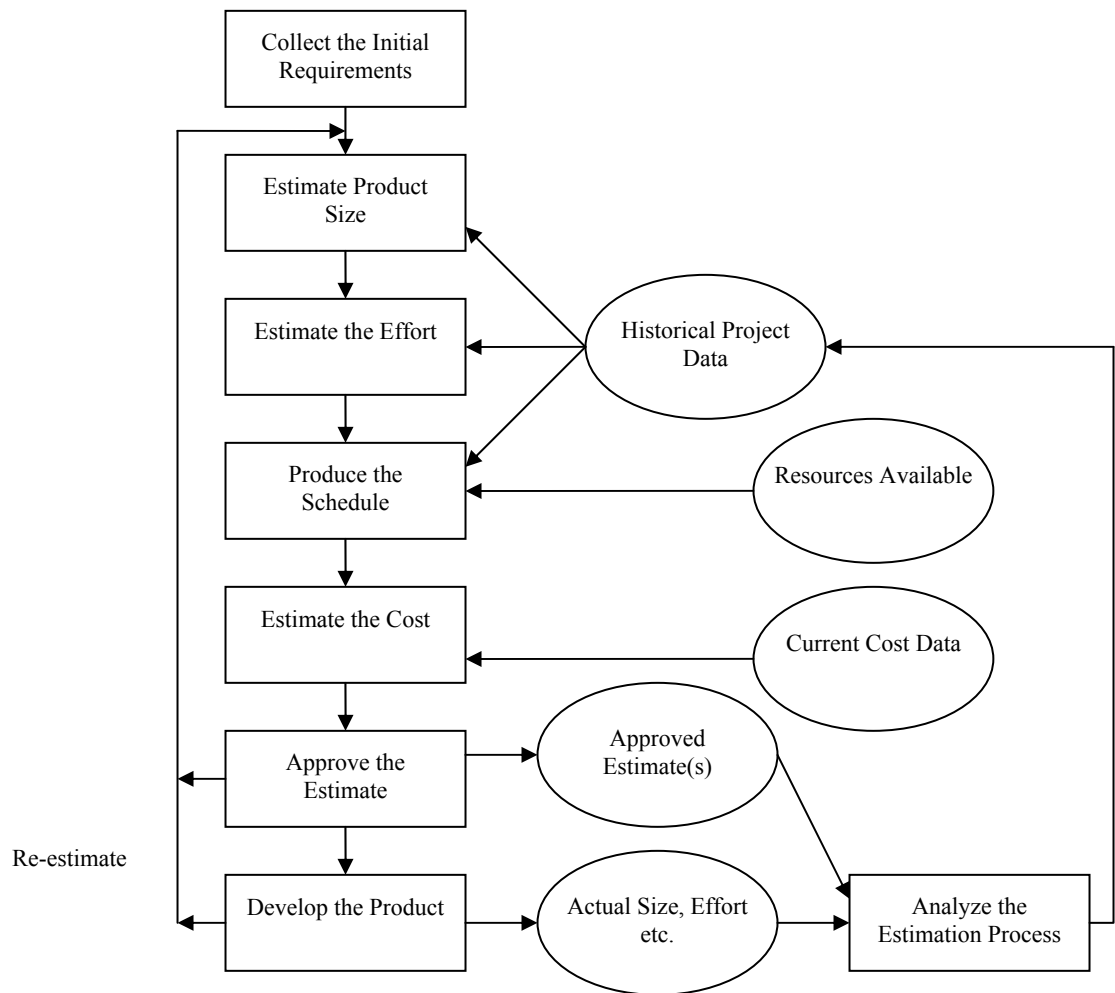 Collect the Initial
Requirements
Estimate Product
Size
Estimate the Effort
Historical Project
Data
Produce the
Schedule
Resources Available
Estimate the Cost
Current Cost Data
Approve the
Estimate
Approved
Estimate(s)
Re-estimate
Develop the Product
Actual Size, Effort
etc.
Analyze the
Estimation Process